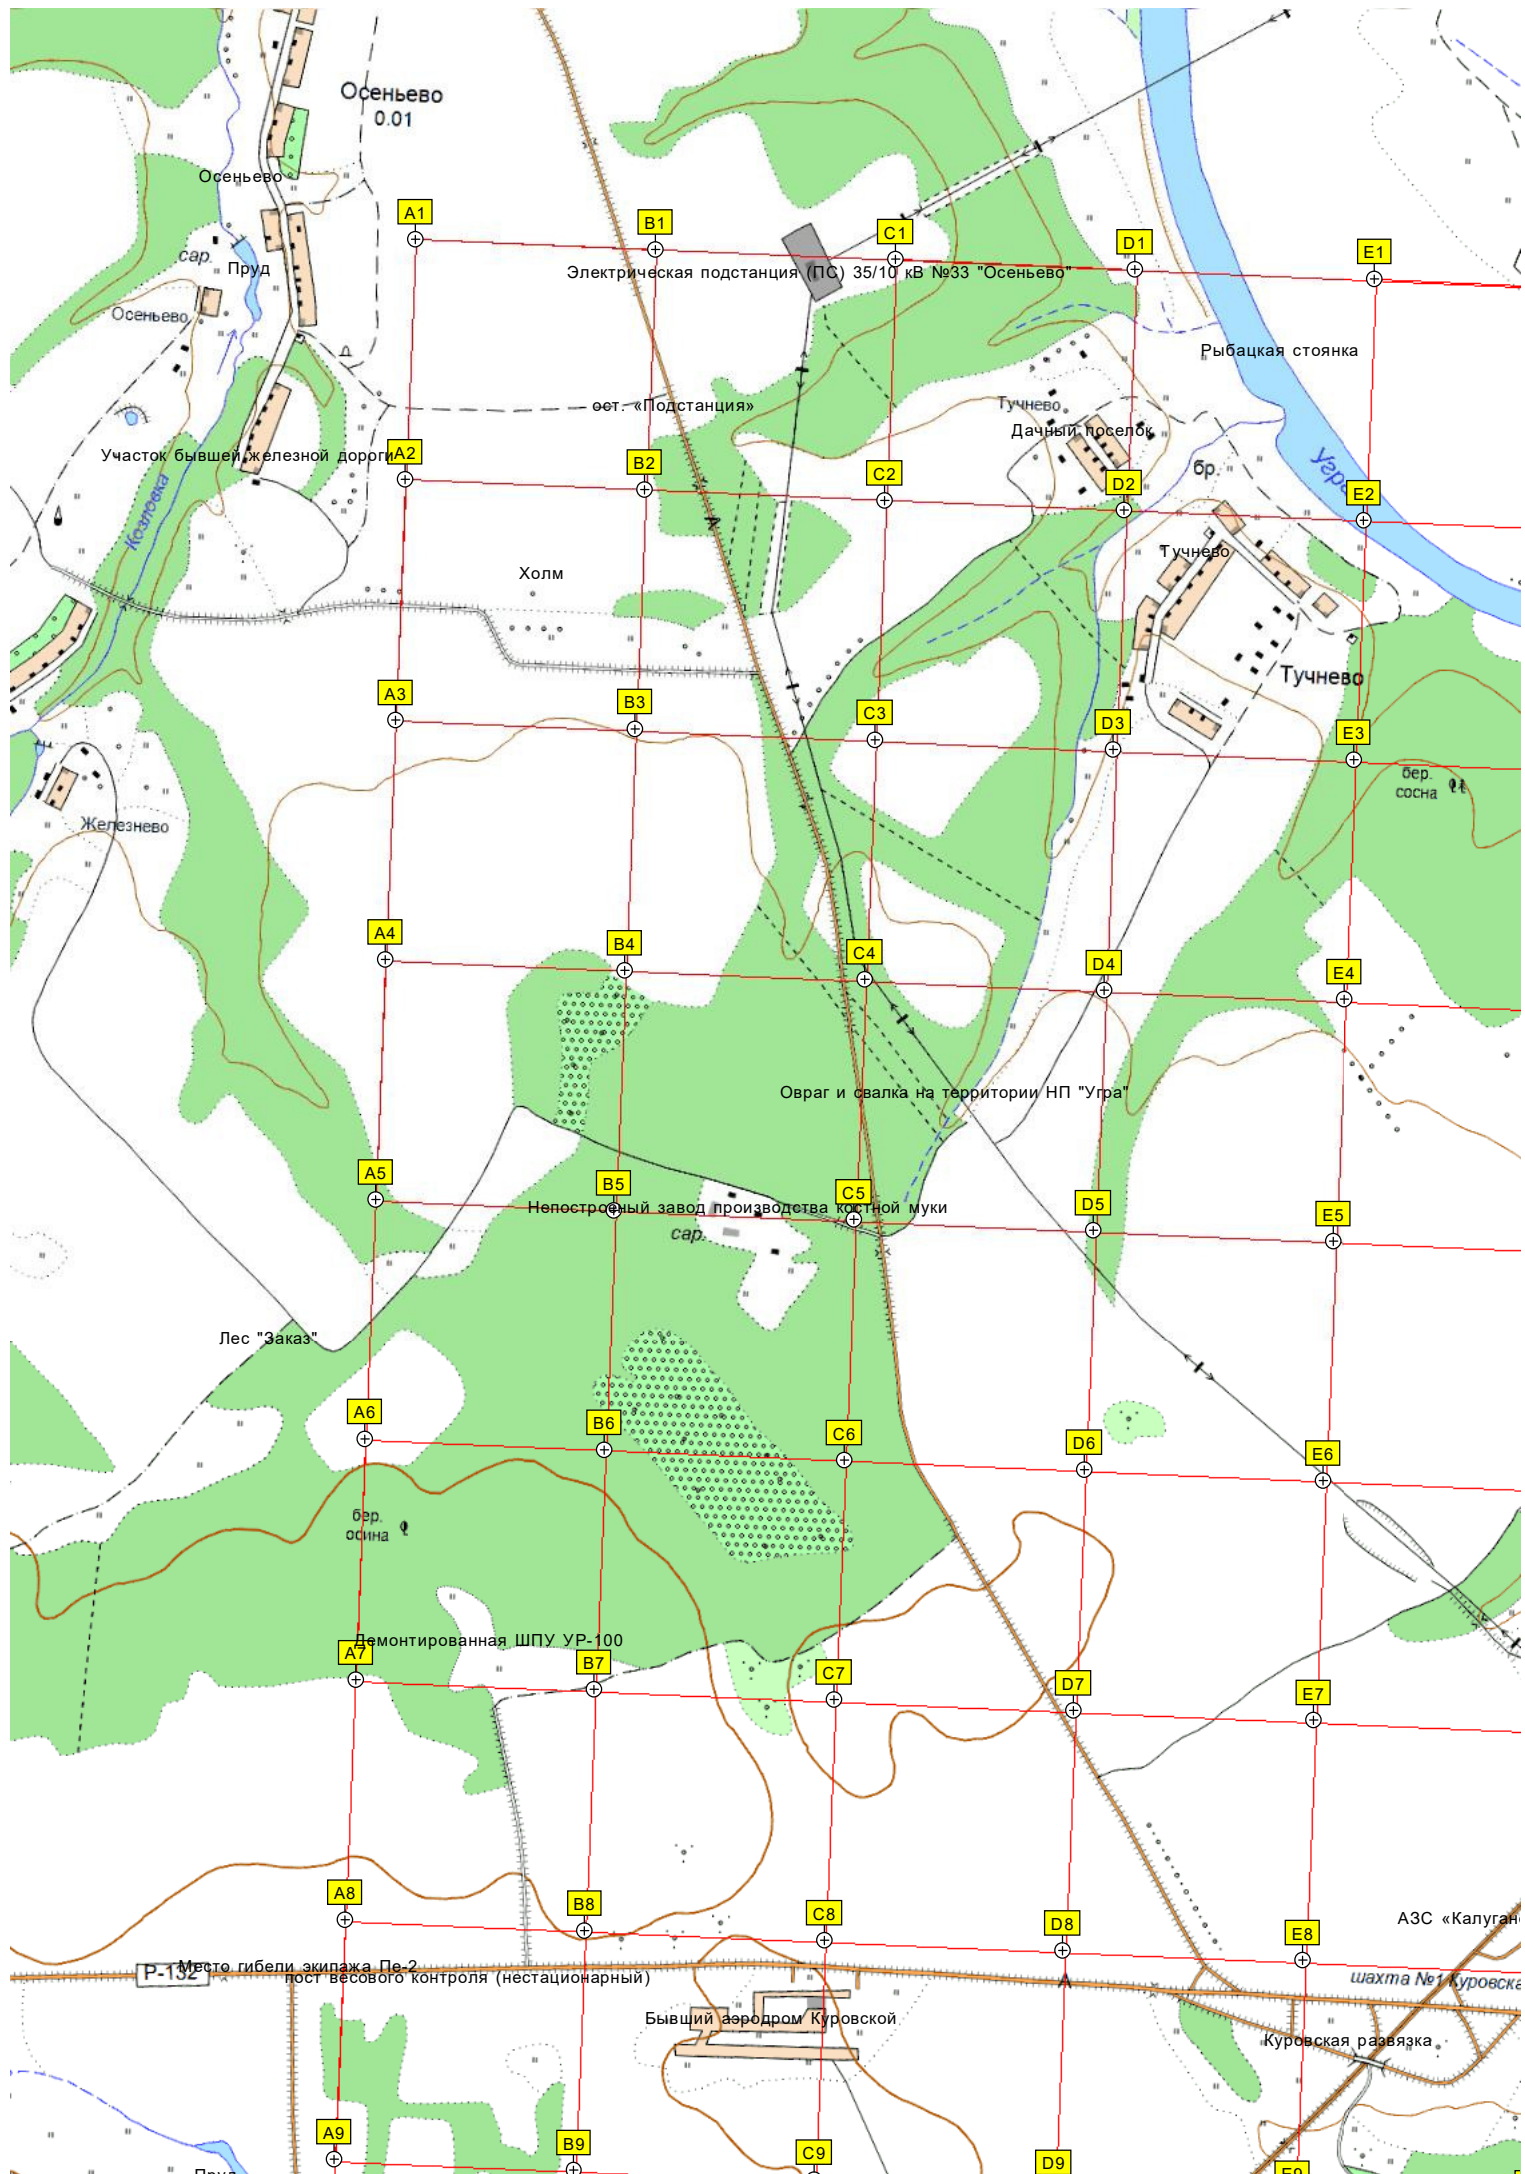 Осеньево
0.01
Осеньево
A1
B1
C1
D1
E1
сар.
Пруд
Электрическая подстанция (ПС) 35/10 кВ №33 "Осеньево"
Осеньево
Рыбацкая стоянка
ост. «Подстанция»
Тучнево
Дачный поселок
Участок бывшей железной дороги
A2
B2
C2
D2
E2
бр.
Угра
Козловка
Тучнево
Холм
Тучнево
A3
B3
C3
D3
E3
бер.
сосна
Железнево
A4
B4
C4
D4
E4
Овраг и свалка на территории НП "Угра"
A5
B5
C5
D5
E5
Непостроеный завод производства костной муки
сар.
Лес "Заказ"
A6
B6
C6
D6
E6
бер.
осина
Демонтированная ШПУ УР-100
A7
B7
C7
D7
E7
A8
B8
C8
D8
E8
АЗС «Калуган
Р-132
Место гибели экипажа Пе-2
пост весового контроля (нестационарный)
А
шахта №1 Куровска
Бывший аэродром Куровской
Куровская развязка
A9
B9
C9
D9
E9
Пруд